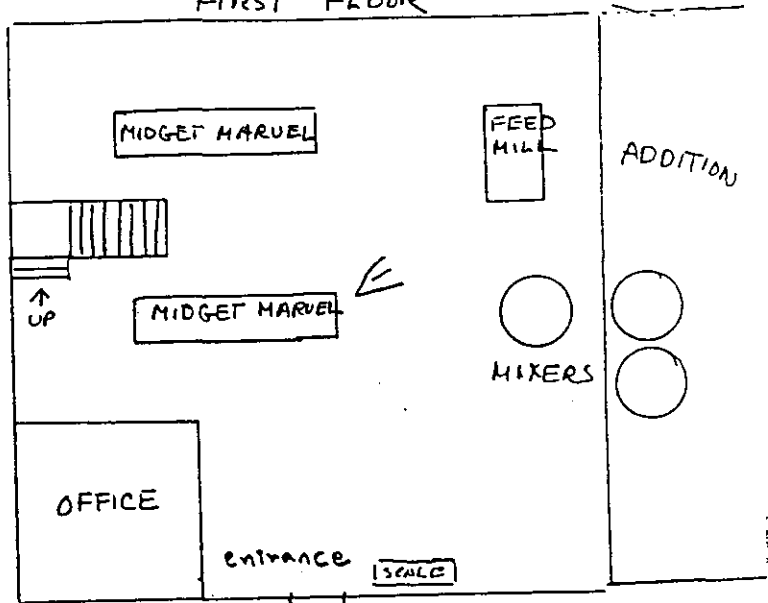 FIRST FLOOR
MIDGET MARVEL
FEED
MILL
ADDITION
↑
UP
MIDGET MARVEL
MIXERS
OFFICE
entrance
SCALE